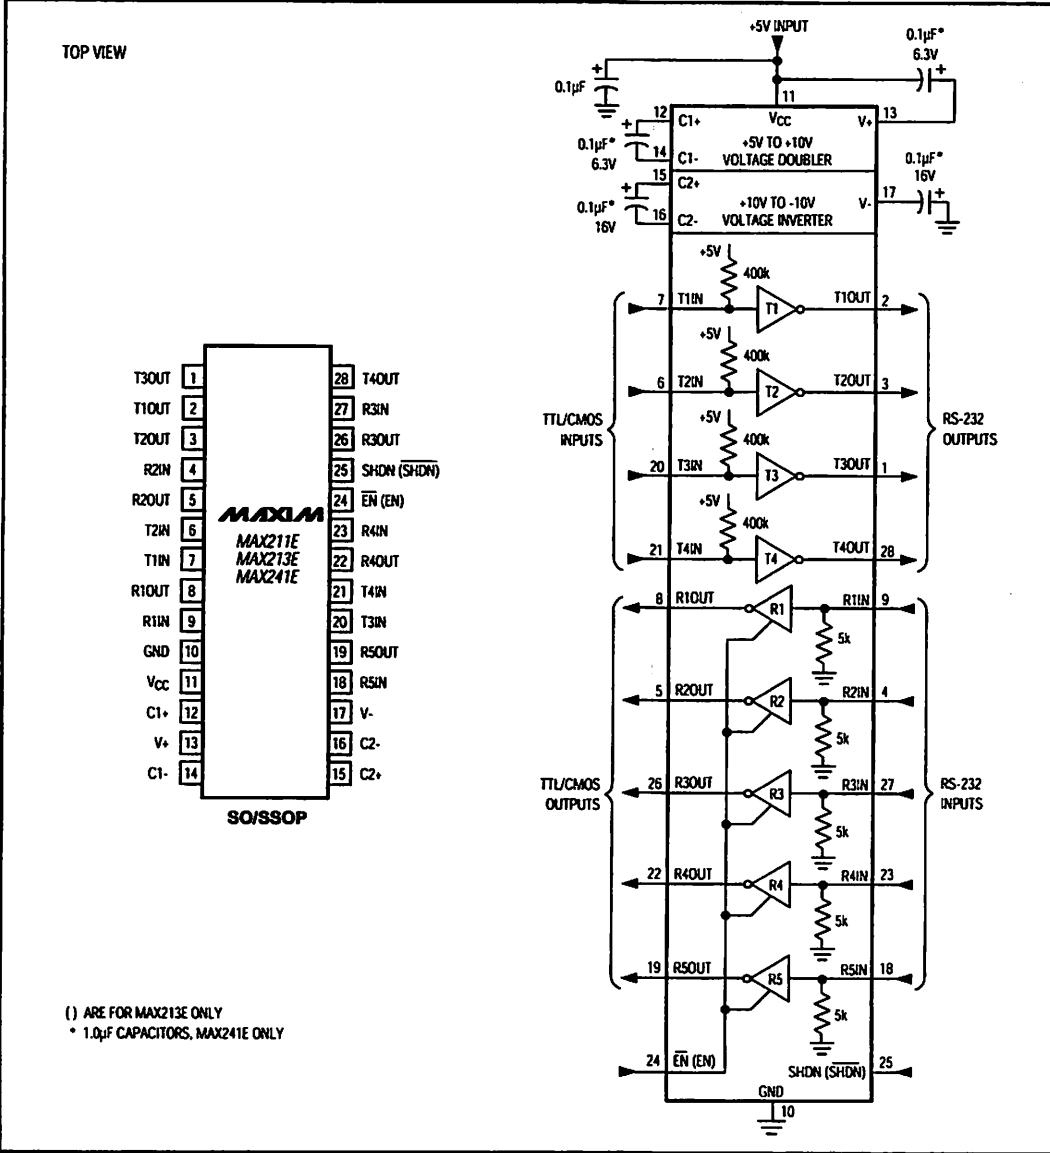 TOP VIEW
T3OUT 1
T1OUT 2
T2OUT 3
R2IN 4
R2OUT 5
T2IN 6
T1IN 7
R1OUT 8
R1IN 9
GND 10
VCC 11
C1+ 12
V+ 13
C1- 14
MAXIM
MAX211E
MAX213E
MAX241E
28 T4OUT
27 R3IN
26 R3OUT
25 SHDN (S̅H̅D̅N̅)
24 E̅N̅ (EN)
23 R4IN
22 R4OUT
21 T4IN
20 T3IN
19 R5OUT
18 R5IN
17 V-
16 C2-
15 C2+
SO/SSOP
( ) ARE FOR MAX213E ONLY
* 1.0µF CAPACITORS, MAX241E ONLY
+5V INPUT
0.1µF
+
0.1µF*
6.3V
+
11
VCC
12 C1+
+
0.1µF*
6.3V
14 C1-
+5V TO +10V
VOLTAGE DOUBLER
V+ 13
15 C2+
+
0.1µF*
16V
16 C2-
+10V TO -10V
VOLTAGE INVERTER
V- 17
0.1µF*
16V
+
TTL/CMOS
INPUTS
+5V
400k
7 T1IN T1 T1OUT 2
+5V
400k
6 T2IN T2 T2OUT 3
+5V
400k
20 T3IN T3 T3OUT 1
+5V
400k
21 T4IN T4 T4OUT 28
RS-232
OUTPUTS
TTL/CMOS
OUTPUTS
8 R1OUT R1 R1IN 9
5k
5 R2OUT R2 R2IN 4
5k
26 R3OUT R3 R3IN 27
5k
22 R4OUT R4 R4IN 23
5k
19 R5OUT R5 R5IN 18
5k
RS-232
INPUTS
24 E̅N̅ (EN)
SHDN (S̅H̅D̅N̅) 25
GND
10